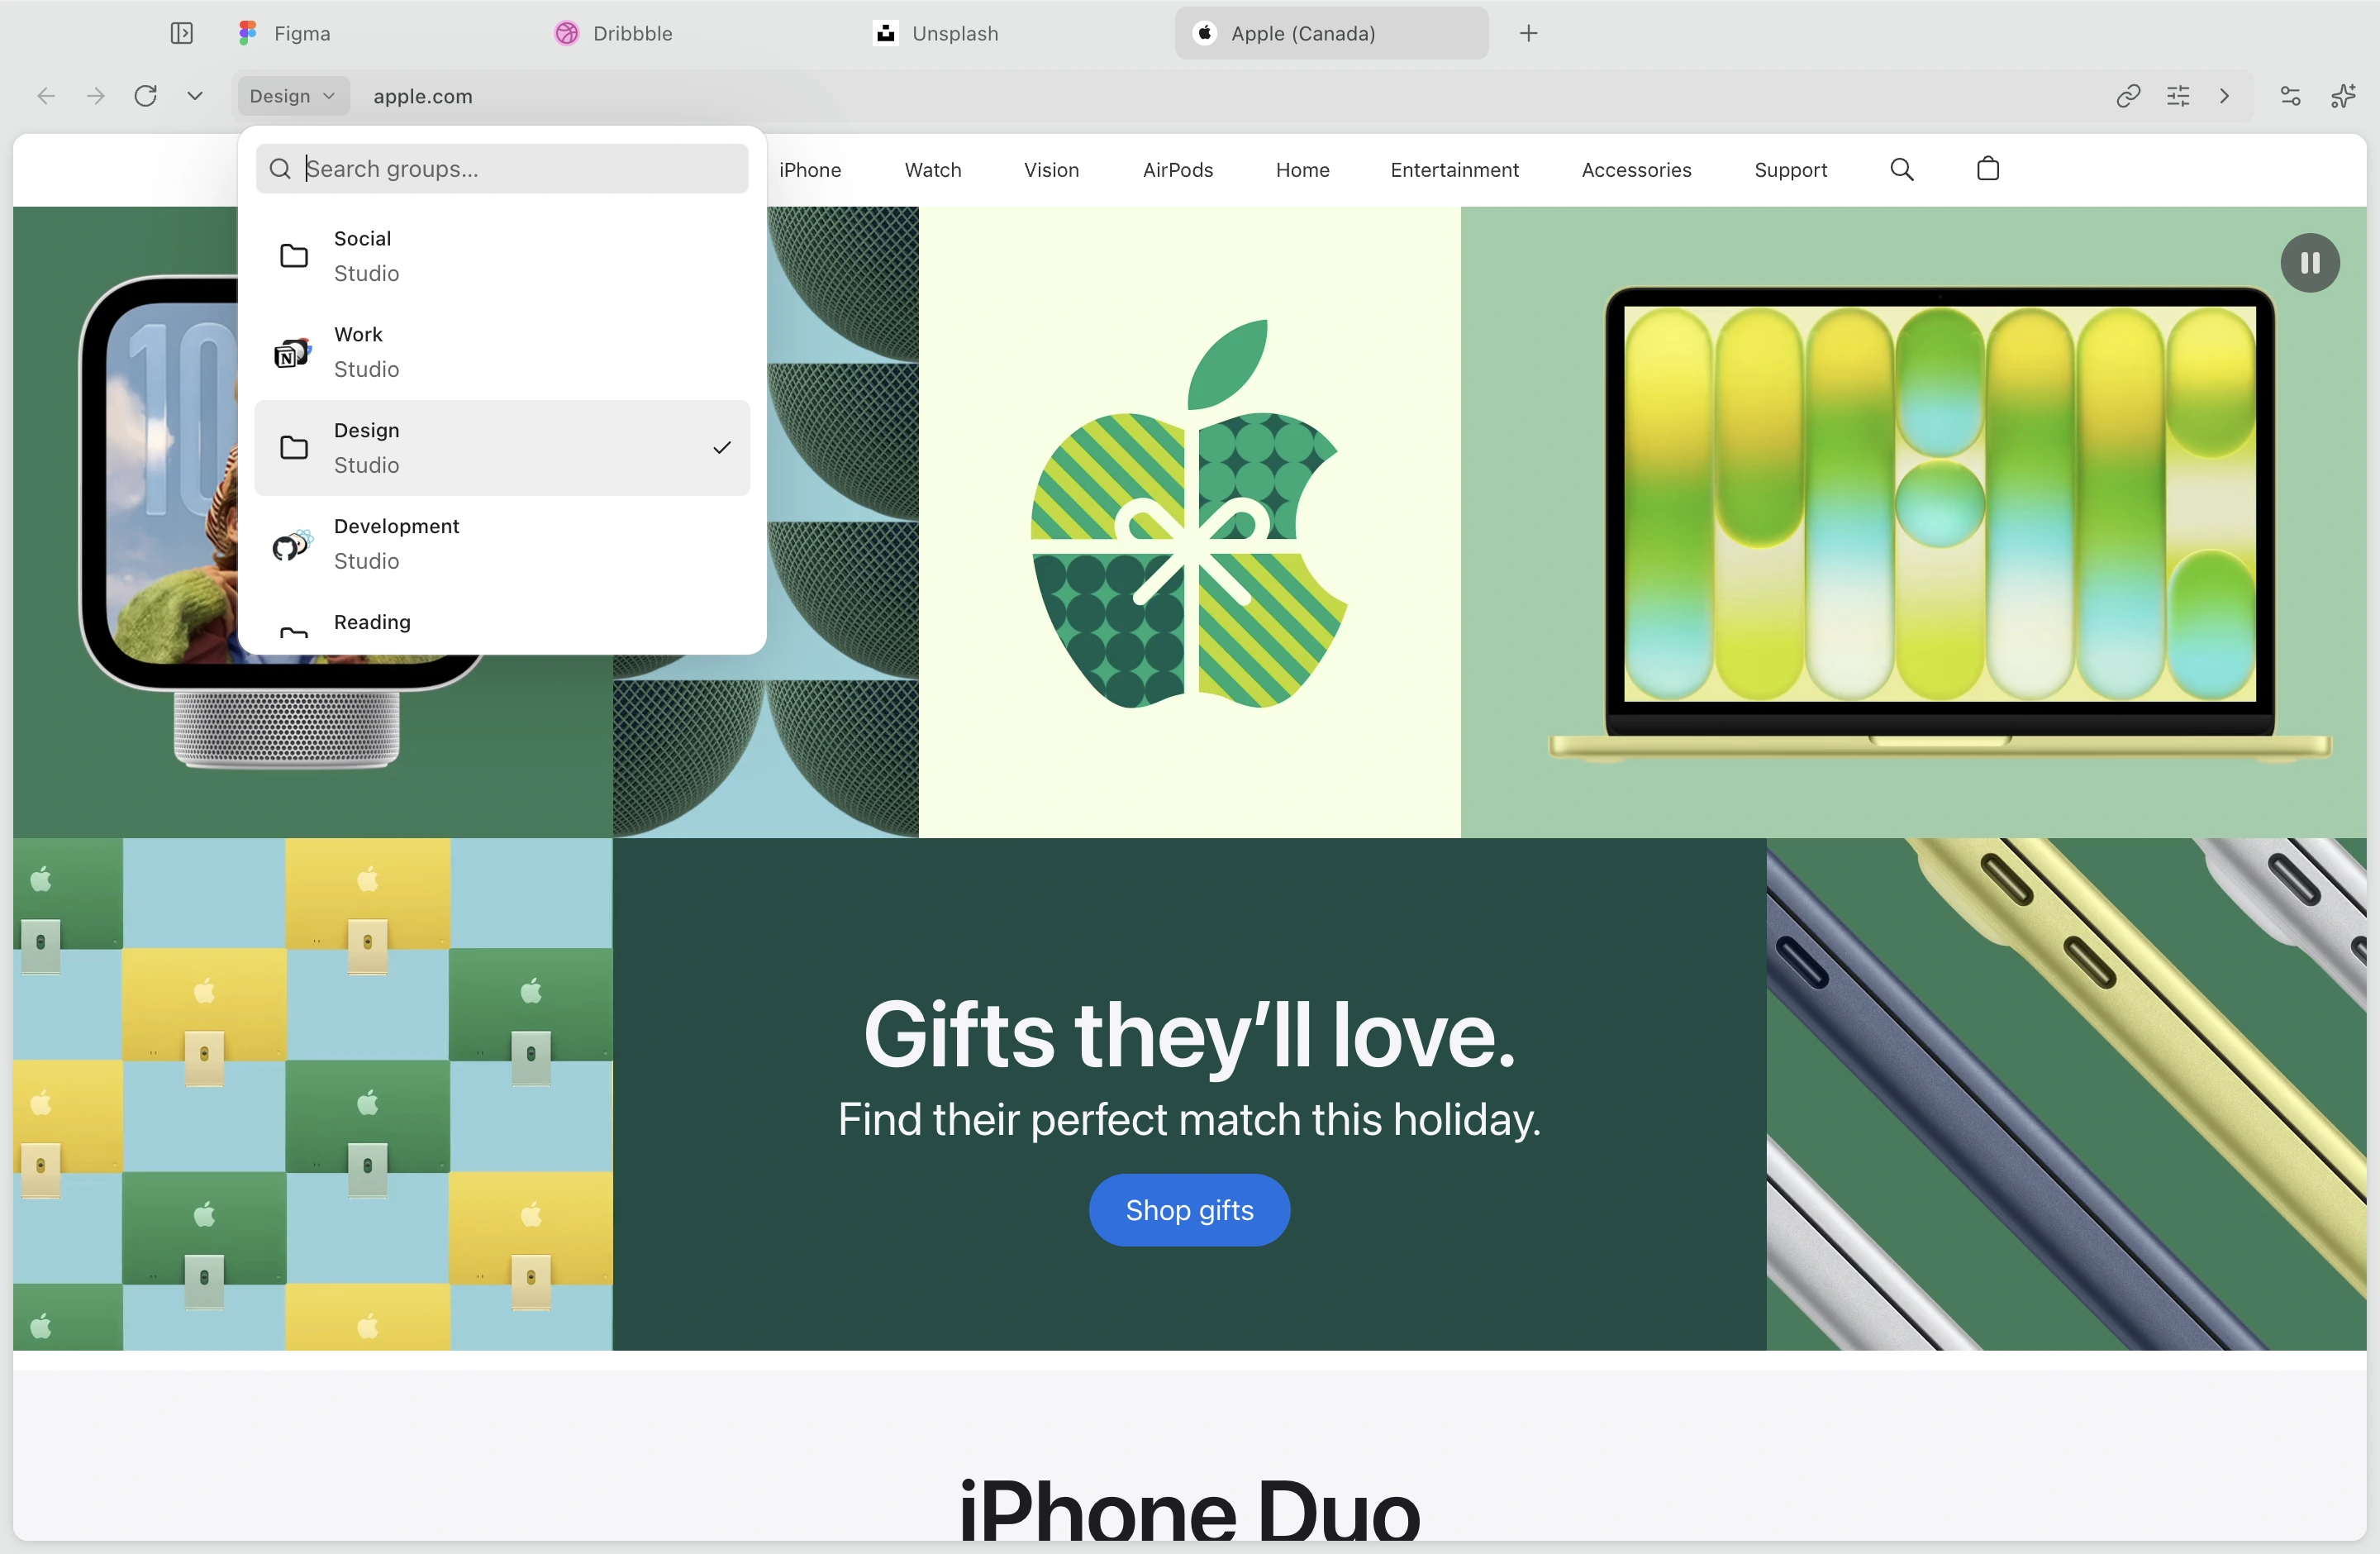 Figma
Dribbble
Unsplash
Apple (Canada)
Design
apple.com
Search groups...
iPhone
Watch
Vision
AirPods
Home
Entertainment
Accessories
Support
Social
Studio
Work
Studio
Design
Studio
Development
Studio
Reading
10
N
Gifts they’ll love.
Find their perfect match this holiday.
Shop gifts
iPhone Duo